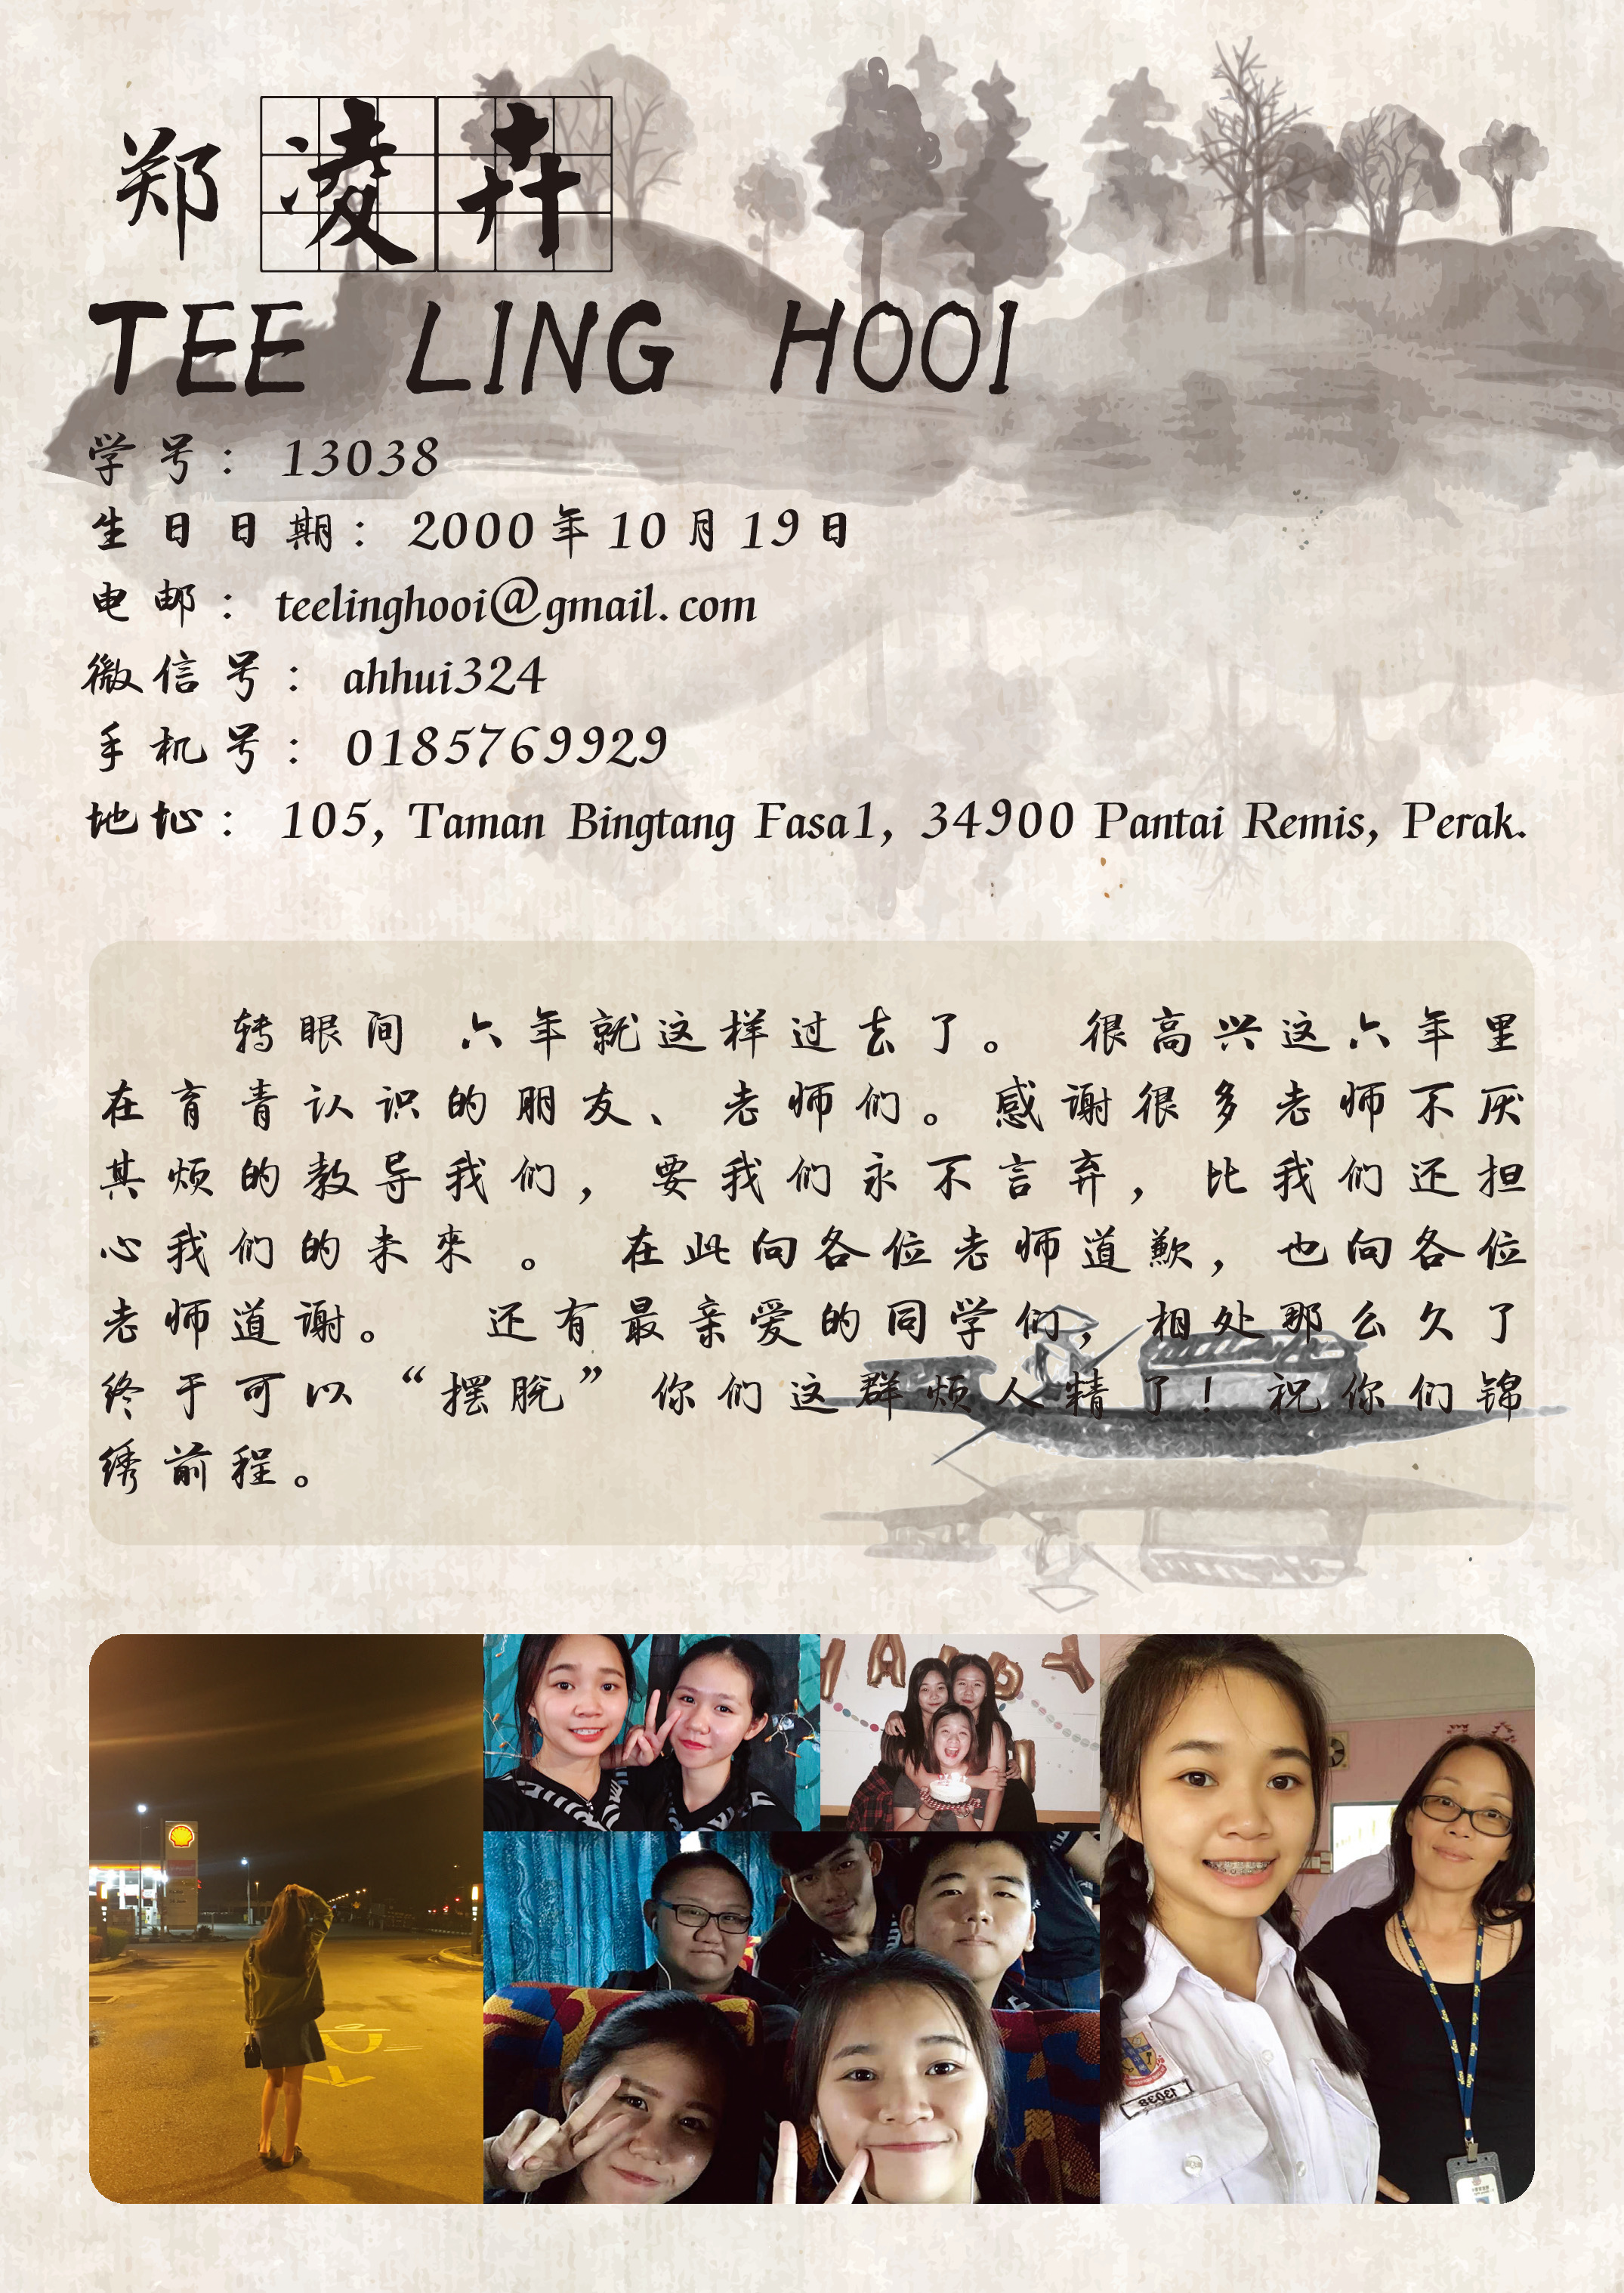 郑凌卉
TEE LING HOOI
学号： 13038
生日日期： 2000年10月19日
电邮： teelinghooi@gmail.com
微信号： ahhui324
手机号： 0185769929
地址： 105, Taman Bingtang Fasa1, 34900 Pantai Remis, Perak.
转眼间 六年就这样过去了。 很高兴这六年里
在育青认识的朋友、老师们。感谢很多老师不厌
其烦的教导我们，要我们永不言弃，比我们还担
心我们的未来 。 在此向各位老师道歉，也向各位
老师道谢。 还有最亲爱的同学们，相处那么久了
终于可以“摆脱”你们这群烦人精了！祝你们锦
绣前程。
13038